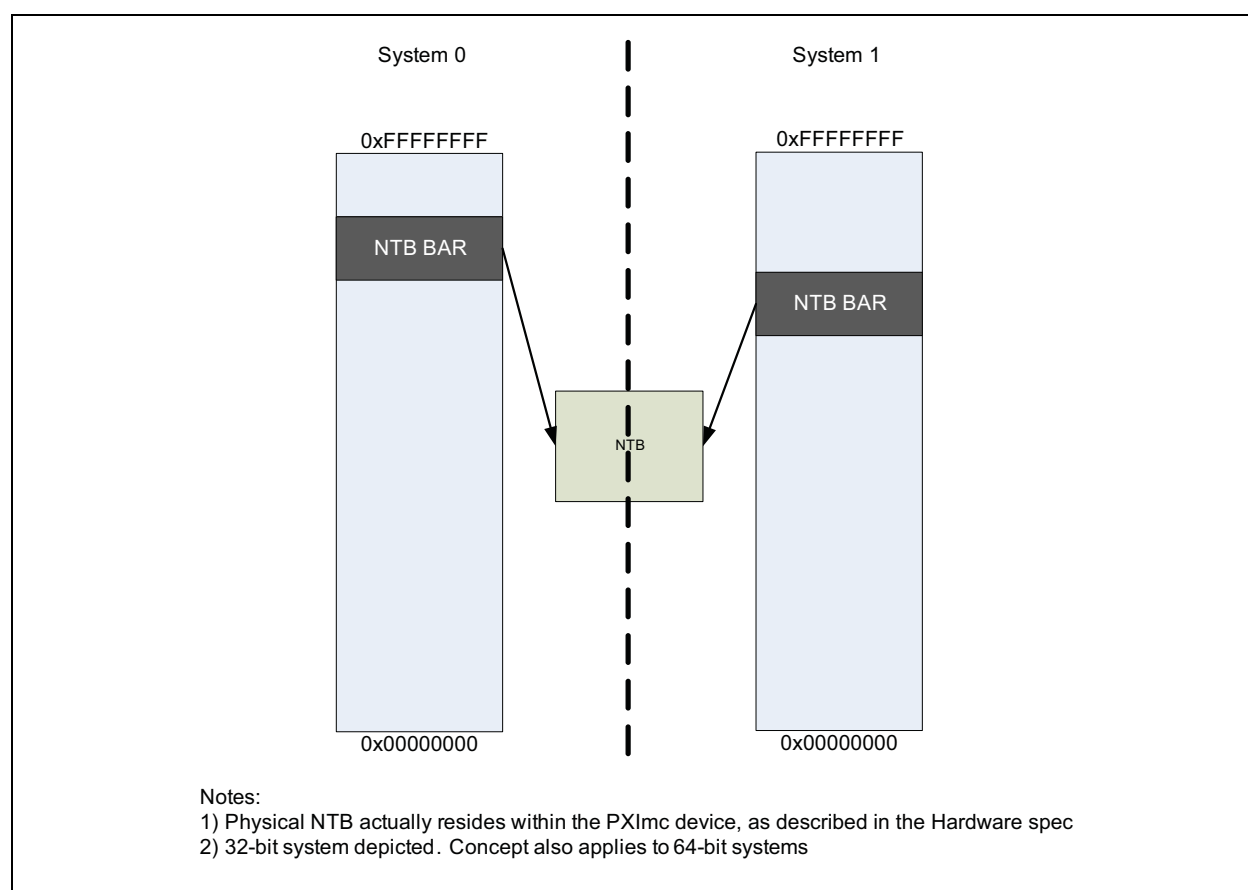 System 0
System 1
0xFFFFFFFF
0xFFFFFFFF
NTB BAR
NTB BAR
NTB
0x00000000
0x00000000
Notes:
1) Physical NTB actually resides within the PXImc device, as described in the Hardware spec
2) 32-bit system depicted. Concept also applies to 64-bit systems